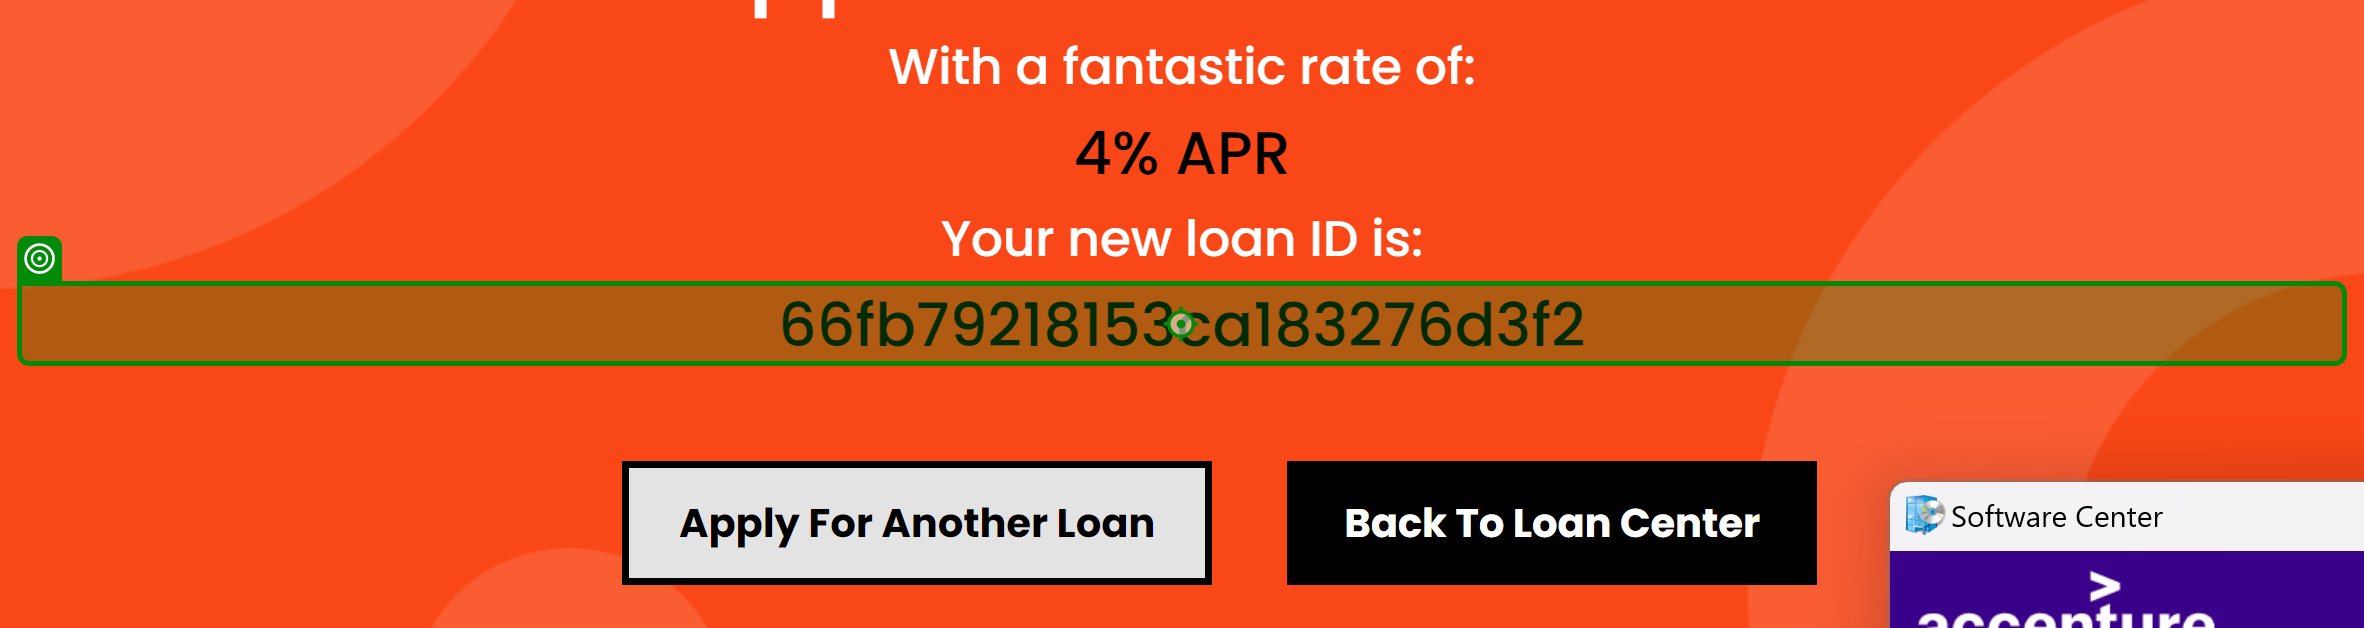 With a fantastic rate of:
4% APR
Your new loan ID is:
66fb79218153ca183276d3f2
Apply For Another Loan
Back To Loan Center
Software Center
>
accenture